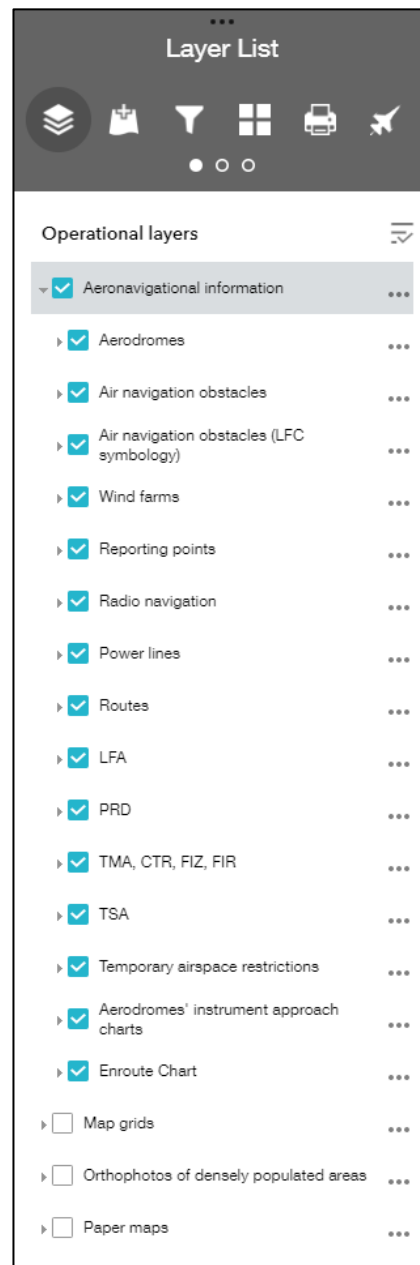 Layer List
Operational layers
Aeronavigational information
Aerodromes
Air navigation obstacles
Air navigation obstacles (LFC
symbology)
Wind farms
Reporting points
Radio navigation
Power lines
Routes
LFA
PRD
TMA, CTR, FIZ, FIR
TSA
Temporary airspace restrictions
Aerodromes' instrument approach
charts
Enroute Chart
Map grids
Orthophotos of densely populated areas
Paper maps